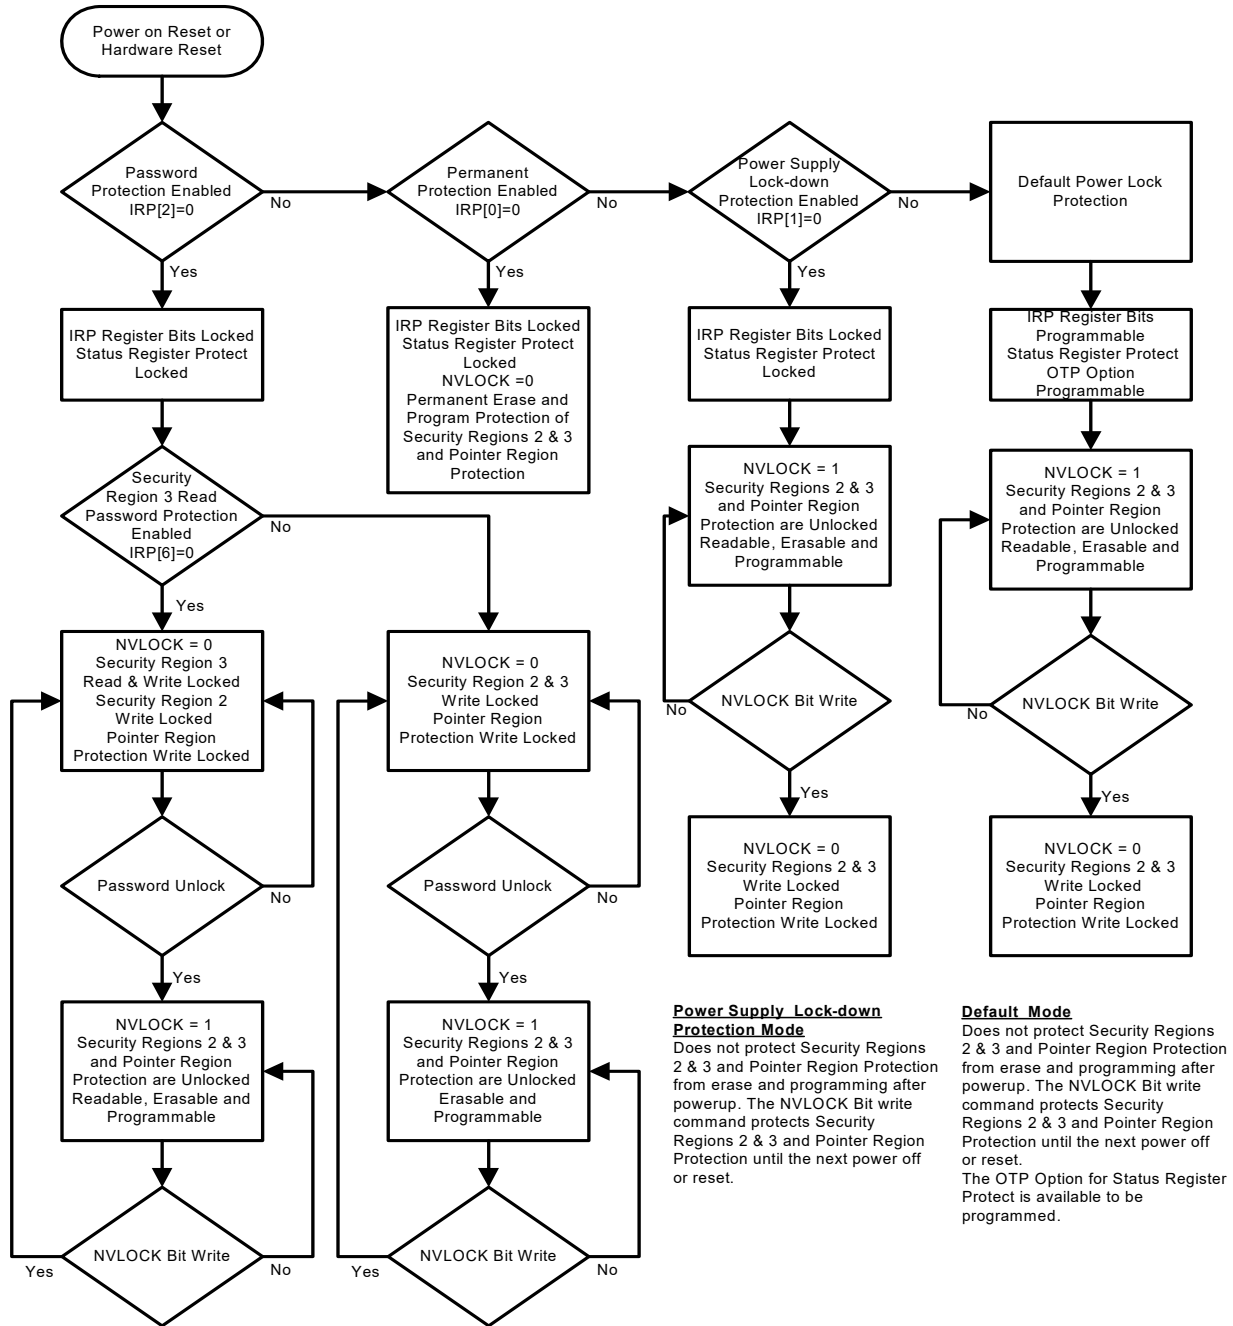 Power on Reset or
Hardware Reset
Password
Protection Enabled
IRP[2]=0
No
Yes
Permanent
Protection Enabled
IRP[0]=0
No
Yes
Power Supply
Lock-down
Protection Enabled
IRP[1]=0
No
Yes
Default Power Lock
Protection
IRP Register Bits Locked
Status Register Protect
Locked
IRP Register Bits Locked
Status Register Protect
Locked
NVLOCK =0
Permanent Erase and
Program Protection of
Security Regions 2 & 3
and Pointer Region
Protection
IRP Register Bits Locked
Status Register Protect
Locked
IRP Register Bits
Programmable
Status Register Protect
OTP Option
Programmable
Security
Region 3 Read
Password Protection
Enabled
IRP[6]=0
No
Yes
NVLOCK = 1
Security Regions 2 & 3
and Pointer Region
Protection are Unlocked
Readable, Erasable and
Programmable
NVLOCK = 1
Security Regions 2 & 3
and Pointer Region
Protection are Unlocked
Readable, Erasable and
Programmable
NVLOCK = 0
Security Region 3
Read & Write Locked
Security Region 2
Write Locked
Pointer Region
Protection Write Locked
NVLOCK = 0
Security Region 2 & 3
Write Locked
Pointer Region
Protection Write Locked
NVLOCK Bit Write
No
Yes
NVLOCK Bit Write
No
Yes
Password Unlock
No
Yes
Password Unlock
No
Yes
NVLOCK = 0
Security Regions 2 & 3
Write Locked
Pointer Region
Protection Write Locked
NVLOCK = 0
Security Regions 2 & 3
Write Locked
Pointer Region
Protection Write Locked
NVLOCK = 1
Security Regions 2 & 3
and Pointer Region
Protection are Unlocked
Readable, Erasable and
Programmable
NVLOCK = 1
Security Regions 2 & 3
and Pointer Region
Protection are Unlocked
Erasable and
Programmable
Power Supply Lock-down
Protection Mode
Does not protect Security Regions
2 & 3 and Pointer Region Protection
from erase and programming after
powerup. The NVLOCK Bit write
command protects Security
Regions 2 & 3 and Pointer Region
Protection until the next power off
or reset.
Default Mode
Does not protect Security Regions
2 & 3 and Pointer Region Protection
from erase and programming after
powerup. The NVLOCK Bit write
command protects Security
Regions 2 & 3 and Pointer Region
Protection until the next power off
or reset.
The OTP Option for Status Register
Protect is available to be
programmed.
NVLOCK Bit Write
Yes
No
NVLOCK Bit Write
Yes
No